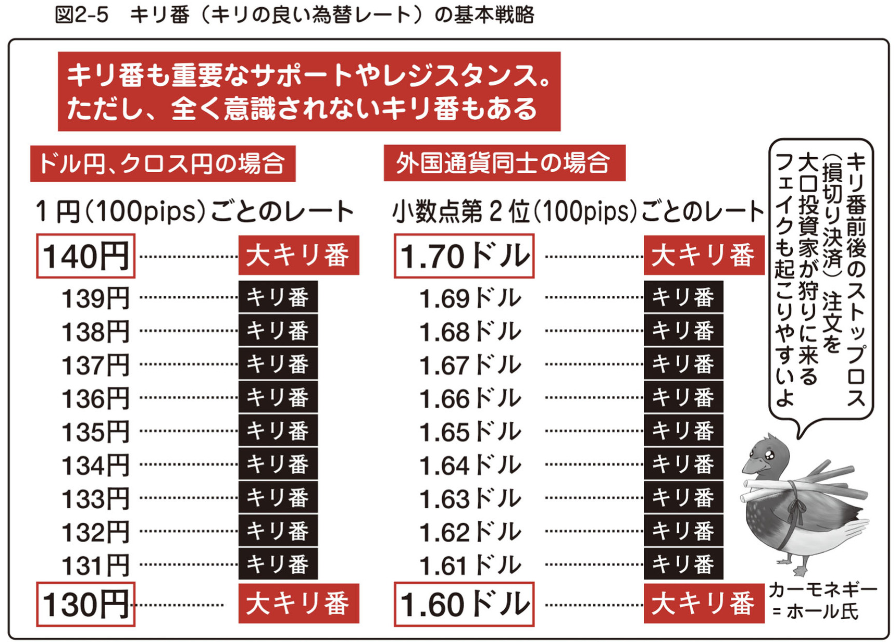 図2-5　キリ番（キリの良い為替レート）の基本戦略
キリ番も重要なサポートやレジスタンス。
ただし、全く意識されないキリ番もある
ドル円、クロス円の場合
1円（100pips）ごとのレート
140円 ………… 大キリ番
139円 ………… キリ番
138円 ………… キリ番
137円 ………… キリ番
136円 ………… キリ番
135円 ………… キリ番
134円 ………… キリ番
133円 ………… キリ番
132円 ………… キリ番
131円 ………… キリ番
130円 ………… 大キリ番
外国通貨同士の場合
小数点第2位（100pips）ごとのレート
1.70ドル ………… 大キリ番
1.69ドル ………… キリ番
1.68ドル ………… キリ番
1.67ドル ………… キリ番
1.66ドル ………… キリ番
1.65ドル ………… キリ番
1.64ドル ………… キリ番
1.63ドル ………… キリ番
1.62ドル ………… キリ番
1.61ドル ………… キリ番
1.60ドル ………… 大キリ番
キリ番前後のストップロス
（損切り決済）注文を
大口投資家が狩りに来る
フェイクも起こりやすいよ
カーモネギー
=ホール氏